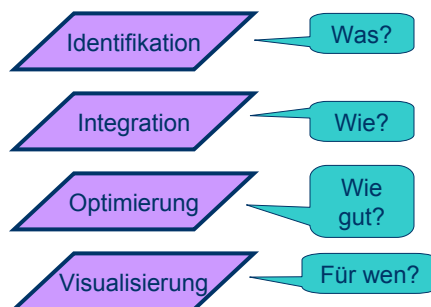 Identifikation
Was?
Integration
Wie?
Optimierung
Wie
gut?
Visualisierung
Für wen?